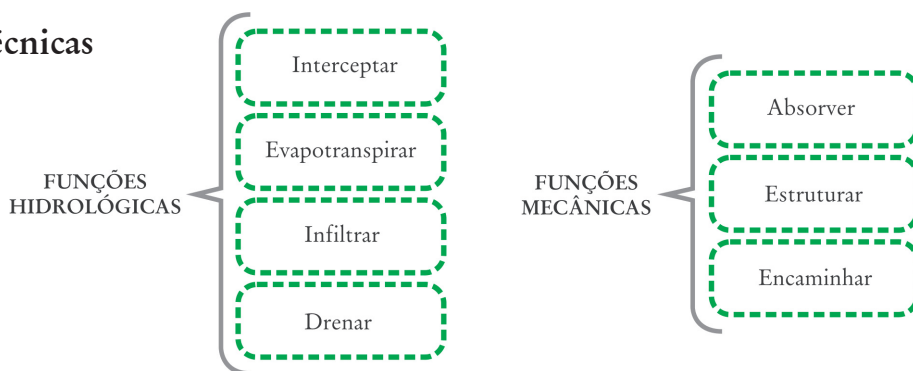 écnicas
FUNÇÕES
HIDROLÓGICAS
Interceptar
Evapotranspirar
Infiltrar
Drenar
FUNÇÕES
MECÂNICAS
Absorver
Estruturar
Encaminhar